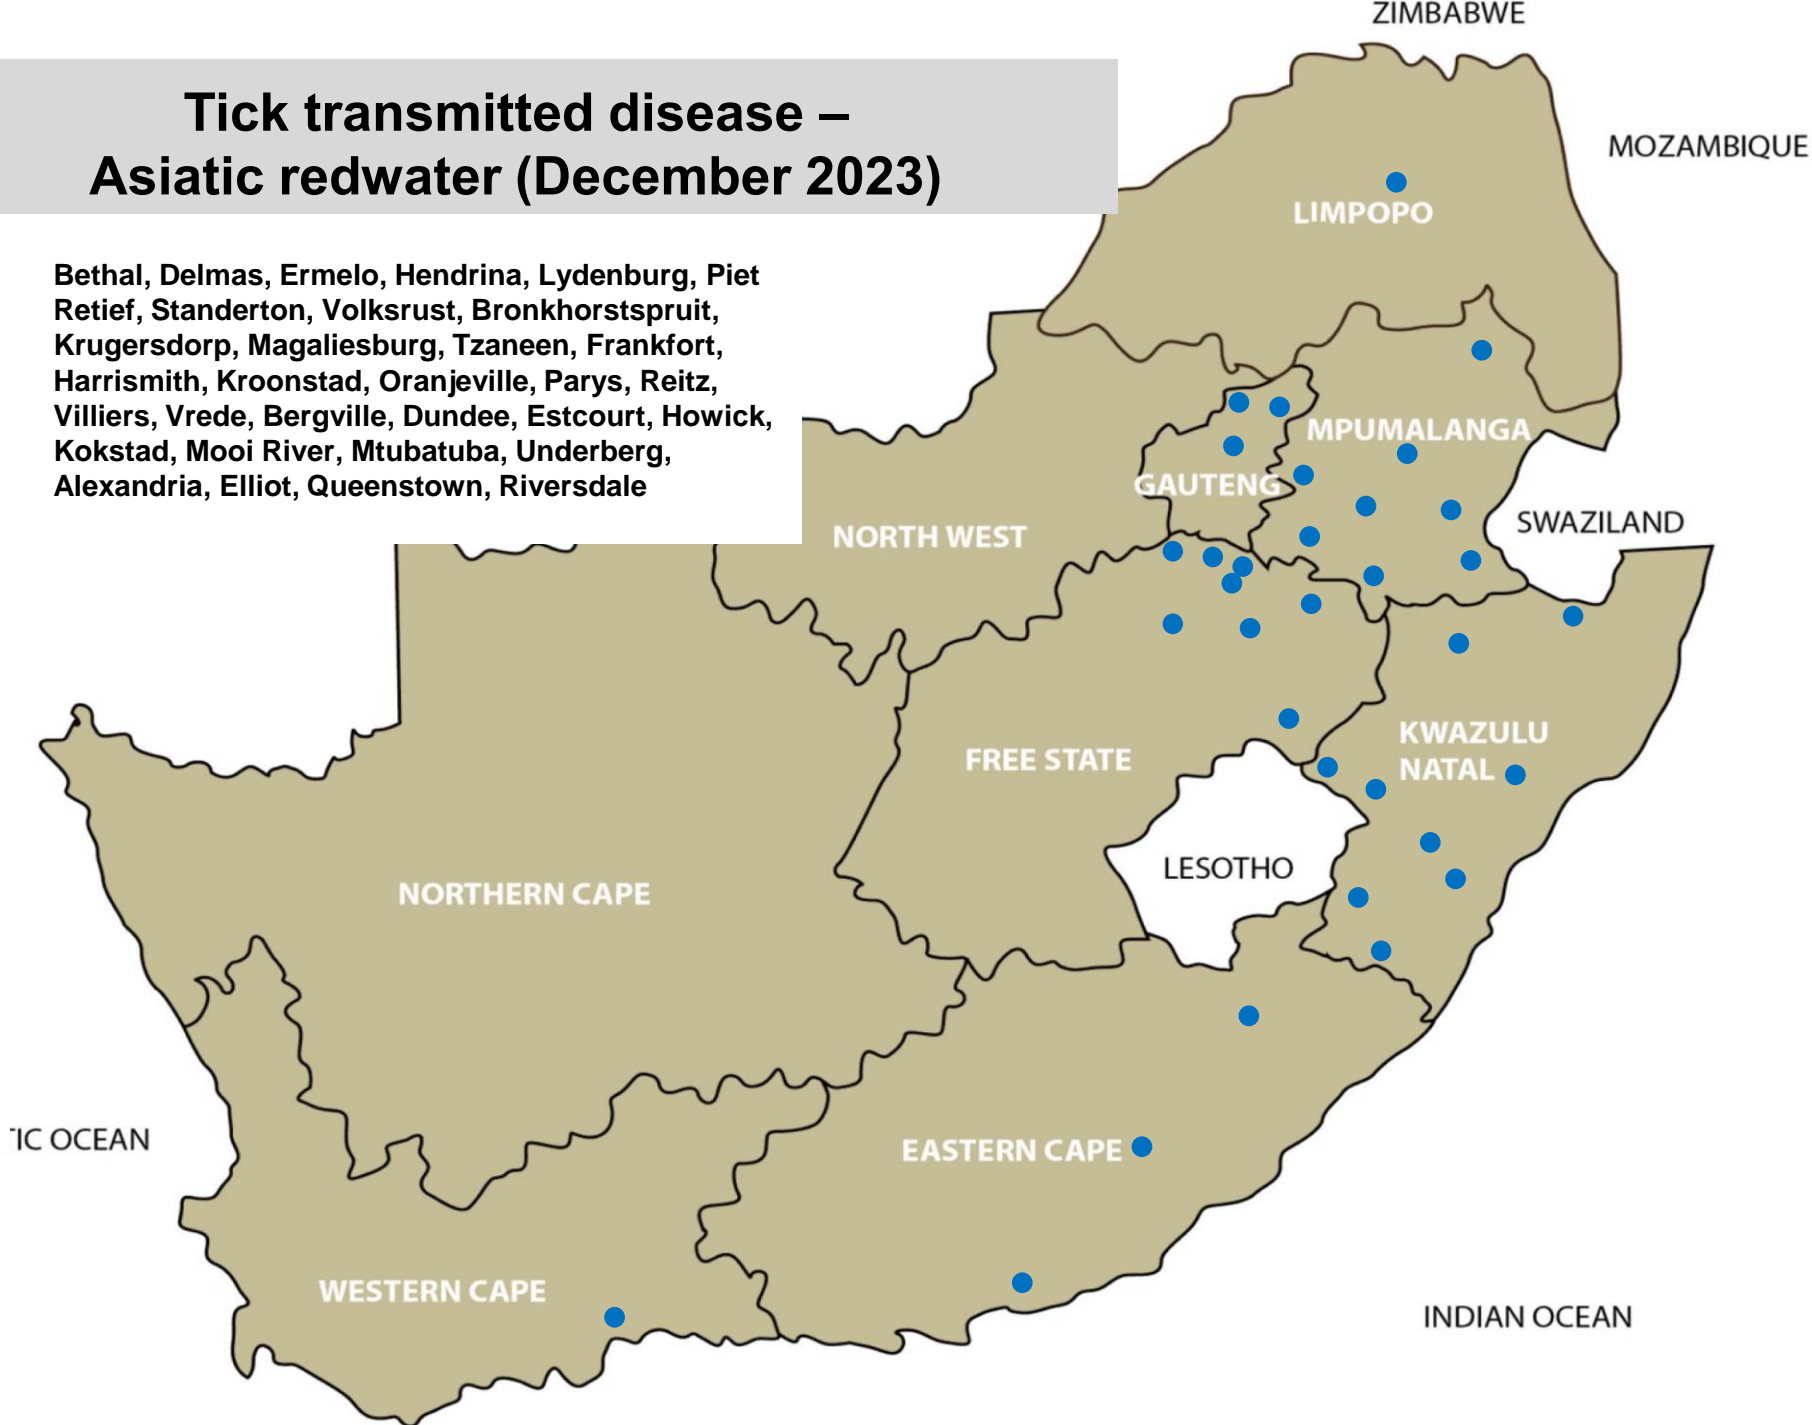 ZIMBABWE
Tick transmitted disease –
Asiatic redwater (December 2023)
MOZAMBIQUE
LIMPOPO
Bethal, Delmas, Ermelo, Hendrina, Lydenburg, Piet
Retief, Standerton, Volksrust, Bronkhorstspruit,
Krugersdorp, Magaliesburg, Tzaneen, Frankfort,
Harrismith, Kroonstad, Oranjeville, Parys, Reitz,
Villiers, Vrede, Bergville, Dundee, Estcourt, Howick,
Kokstad, Mooi River, Mtubatuba, Underberg,
Alexandria, Elliot, Queenstown, Riversdale
MPUMALANGA
GAUTENG
SWAZILAND
NORTH WEST
KWAZULU
NATAL
FREE STATE
LESOTHO
NORTHERN CAPE
TIC OCEAN
EASTERN CAPE
WESTERN CAPE
INDIAN OCEAN